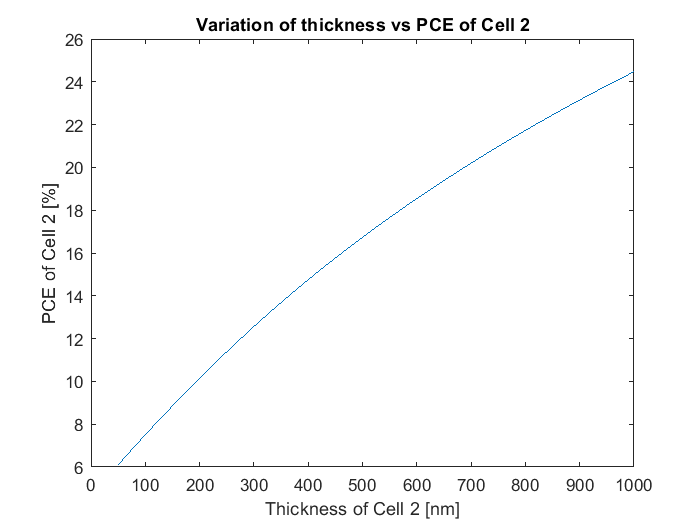 Variation of thickness vs PCE of Cell 2
PCE of Cell 2 [%]
26
24
22
20
18
16
14
12
10
8
6
0 100 200 300 400 500 600 700 800 900 1000
Thickness of Cell 2 [nm]